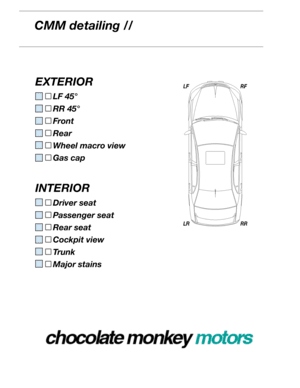 CMM detailing //
EXTERIOR
LF 45°
RR 45°
Front
Rear
Wheel macro view
Gas cap
LF
RF
INTERIOR
Driver seat
Passenger seat
Rear seat
Cockpit view
Trunk
Major stains
LR
RR
chocolate monkey motors